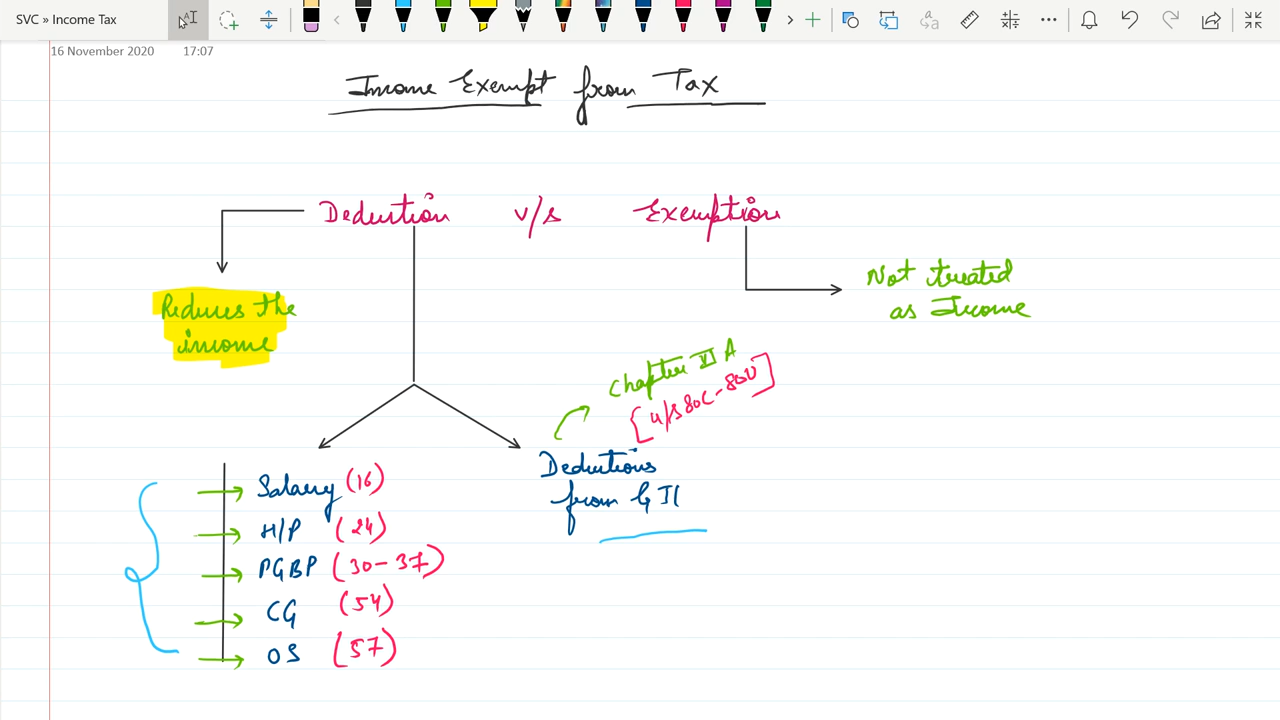 SVC » Income Tax
16 November 2020 17:07
Income Exempt from Tax
Deduction v/s Exemption
Reduces the
income
Not treated
as Income
Chapter VI A
[u/s 80C - 80U]
Deductions
from GTI
Salary (16)
H/P (24)
PGBP (30-37)
CG (54)
OS (57)